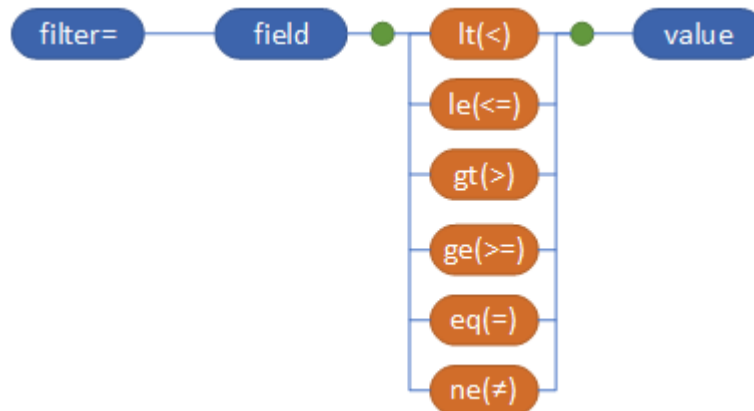 filter= field lt(<) value
le(<=)
gt(>)
ge(>=)
eq(=)
ne(≠)